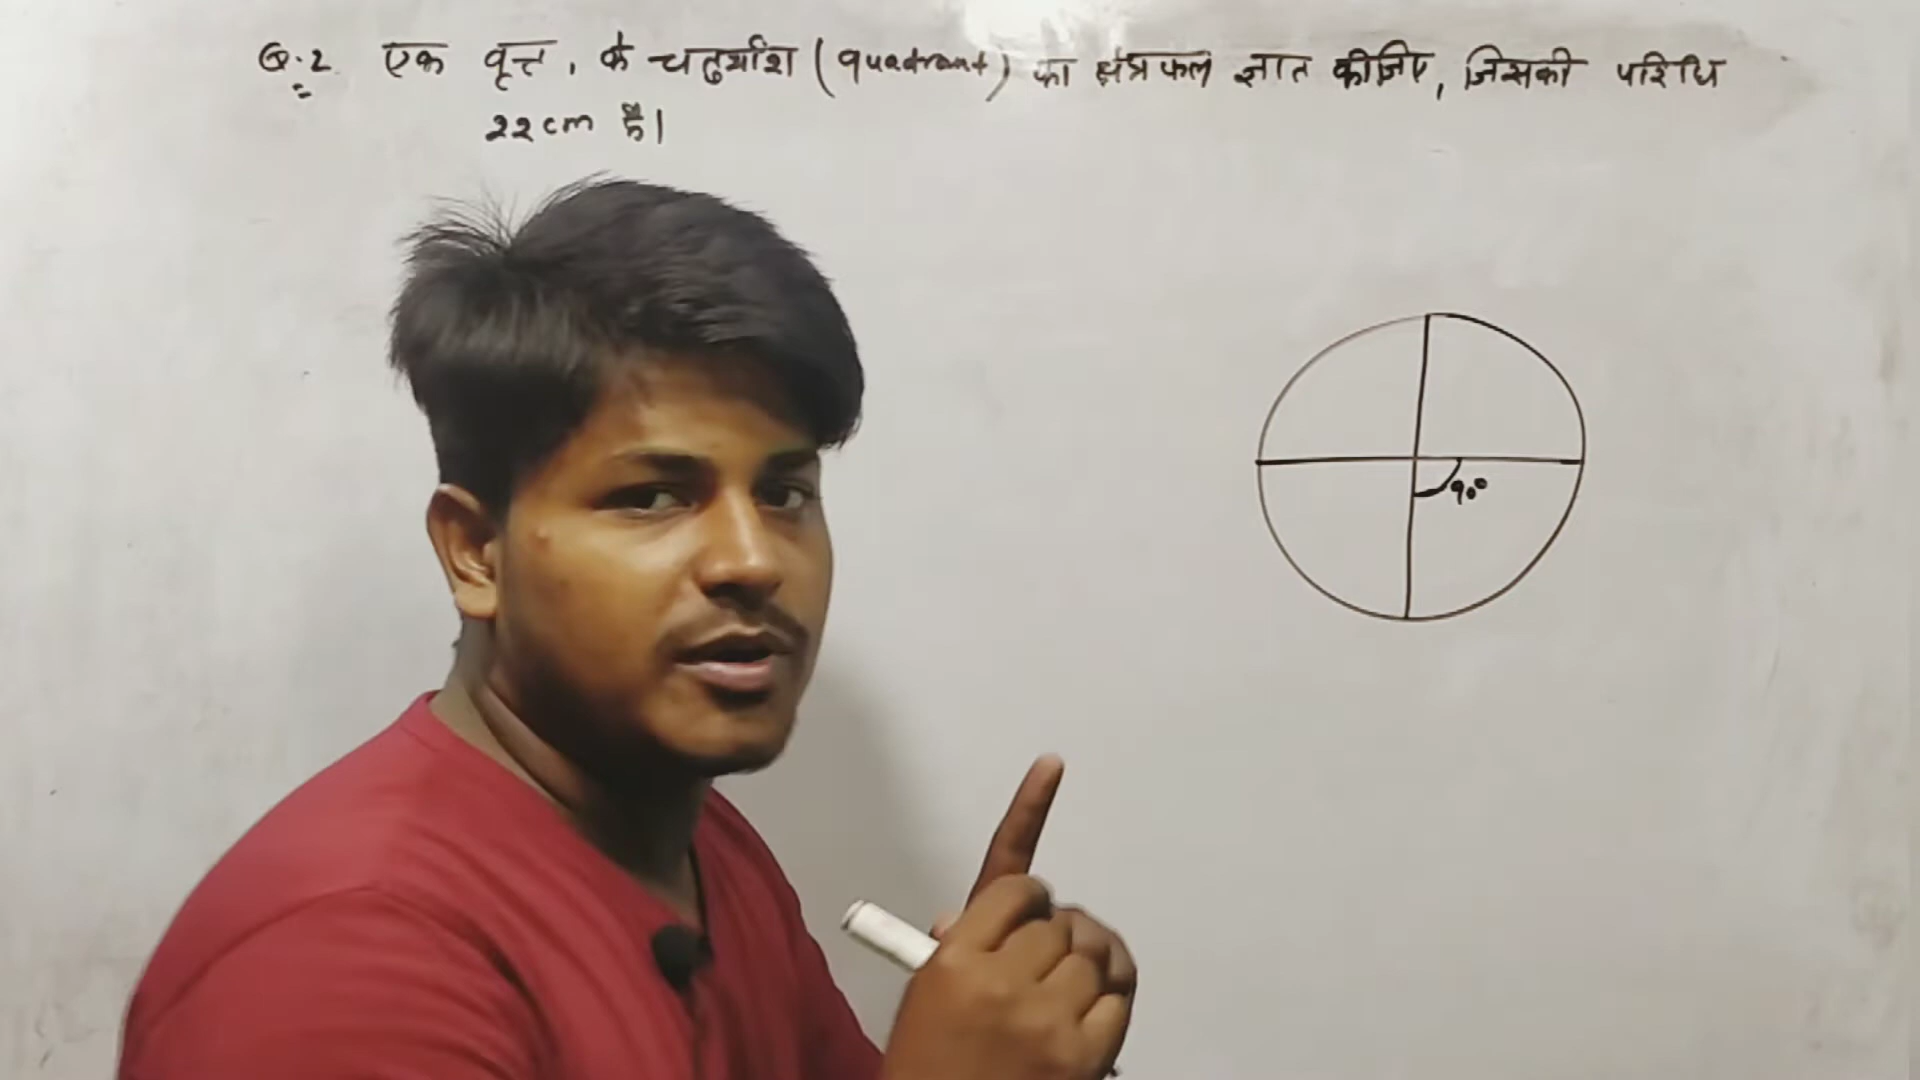 Q.2. एक वृत्त, के चतुर्थांश (quadrant) का क्षेत्रफल ज्ञात कीजिए, जिसकी परिधि
22 cm है।
90°